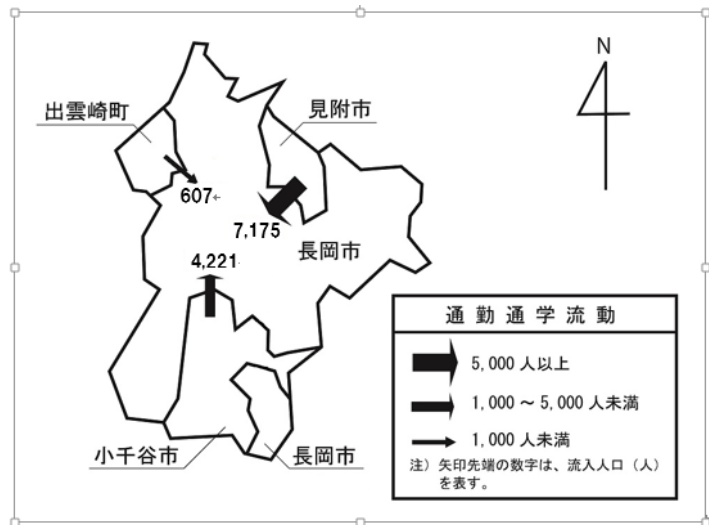 N
出雲崎町
見附市
607
7,175
長岡市
4,221
通勤通学流動
5,000 人以上
1,000 ～ 5,000 人未満
1,000 人未満
注）矢印先端の数字は、流入人口（人）
を表す。
小千谷市
長岡市